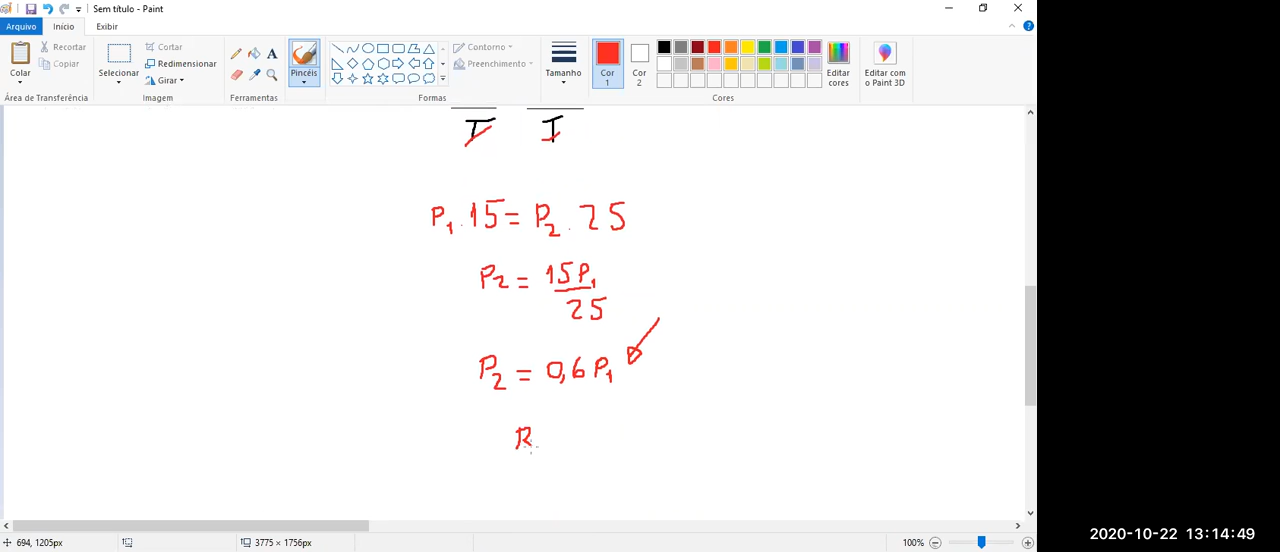 Sem título - Paint
Arquivo Início Exibir
Colar
Recortar
Copiar
Área de Transferência
Selecionar
Cortar
Redimensionar
Girar
Imagem
A
Ferramentas
Pincéis
Contorno
Preenchimento
Formas
Tamanho
Cor 1
Cor 2
Editar cores
Cores
Editar com o Paint 3D
T T
P₁ . 15 = P₂ . 25
P₂ = 15P₁
25
P₂ = 0,6 P₁
R
694, 1205px
3775 × 1756px
100%
2020-10-22 13:14:49